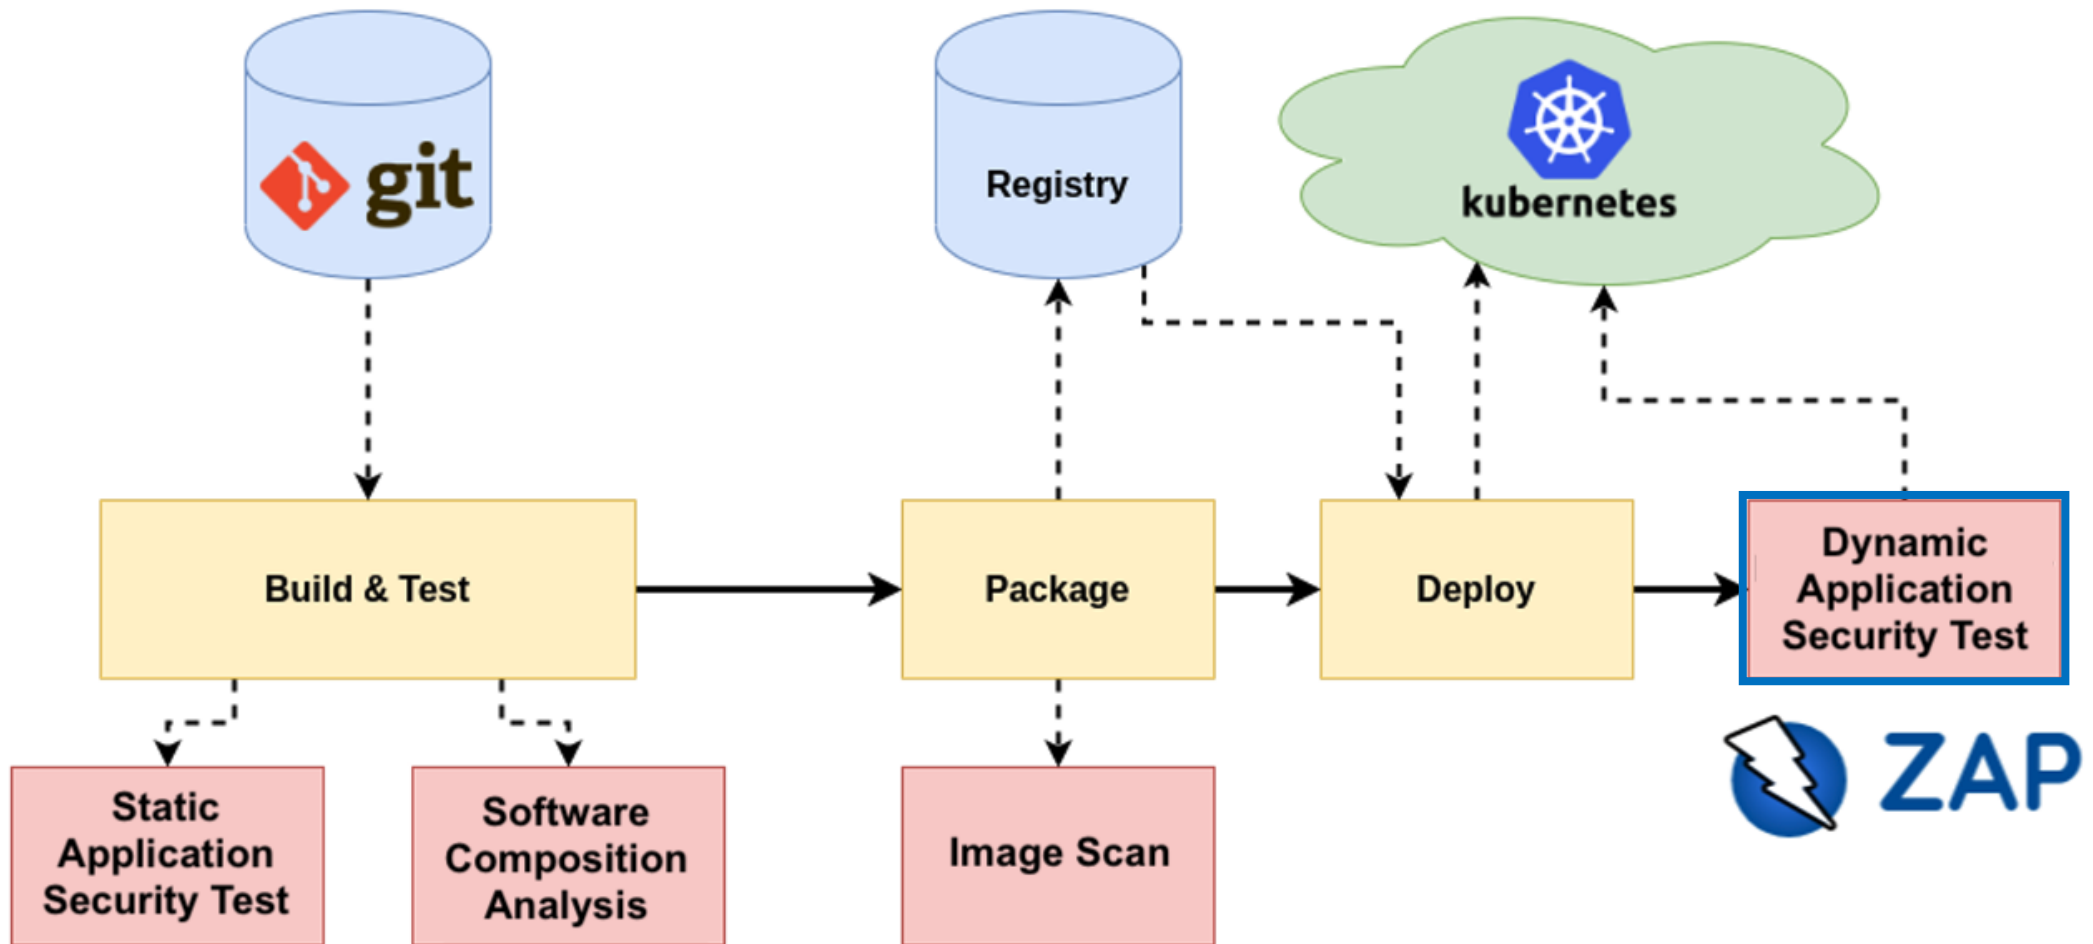 git
Registry
kubernetes
Build & Test
Package
Deploy
Dynamic
Application
Security Test
Static
Application
Security Test
Software
Composition
Analysis
Image Scan
ZAP